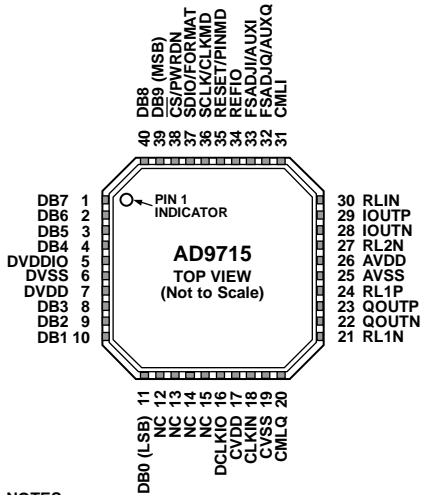 40 DB8
39 DB9 (MSB)
38 CS/PWRDN
37 SDIO/FORMAT
36 SCLK/CLKMD
35 RESET/PINMD
34 REFIO
33 FSADJI/AUXI
32 FSADJQ/AUXQ
31 CMLI
DB7 1
DB6 2
DB5 3
DB4 4
DVDDIO 5
DVSS 6
DVDD 7
DB3 8
DB2 9
DB1 10
PIN 1
INDICATOR
AD9715
TOP VIEW
(Not to Scale)
30 RLIN
29 IOUTP
28 IOUTN
27 RL2N
26 AVDD
25 AVSS
24 RL1P
23 QOUTP
22 QOUTN
21 RL1N
DB0 (LSB) 11
NC 12
NC 13
NC 14
NC 15
DCLKIO 16
CVDD 17
CLKIN 18
CVSS 19
CMLQ 20
NOTES